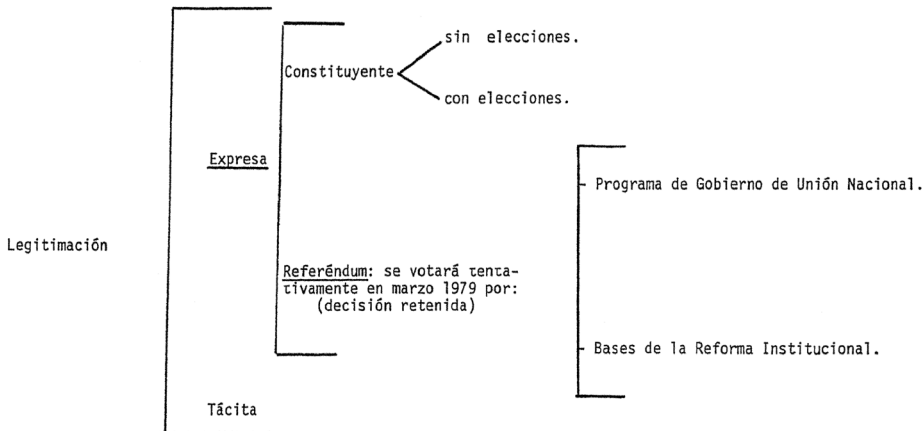 sin elecciones.
Constituyente
con elecciones.
Expresa
- Programa de Gobierno de Unión Nacional.
Legitimación
Referéndum: se votará tenta-
tivamente en marzo 1979 por:
(decisión retenida)
- Bases de la Reforma Institucional.
Tácita